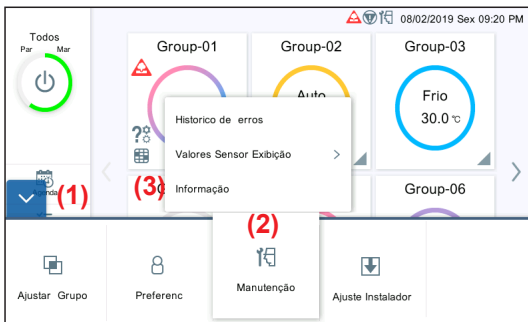 08/02/2019 Sex 09:20 PM
Todos
Par Mar
Group-01
Group-02
Group-03
Auto
Frio
30.0 °C
Historico de erros
Valores Sensor Exibição
Informação
Agenda
(1)
(3)
(2)
Group-06
Ajustar Grupo
Preferenc
Manutenção
Ajuste Instalador